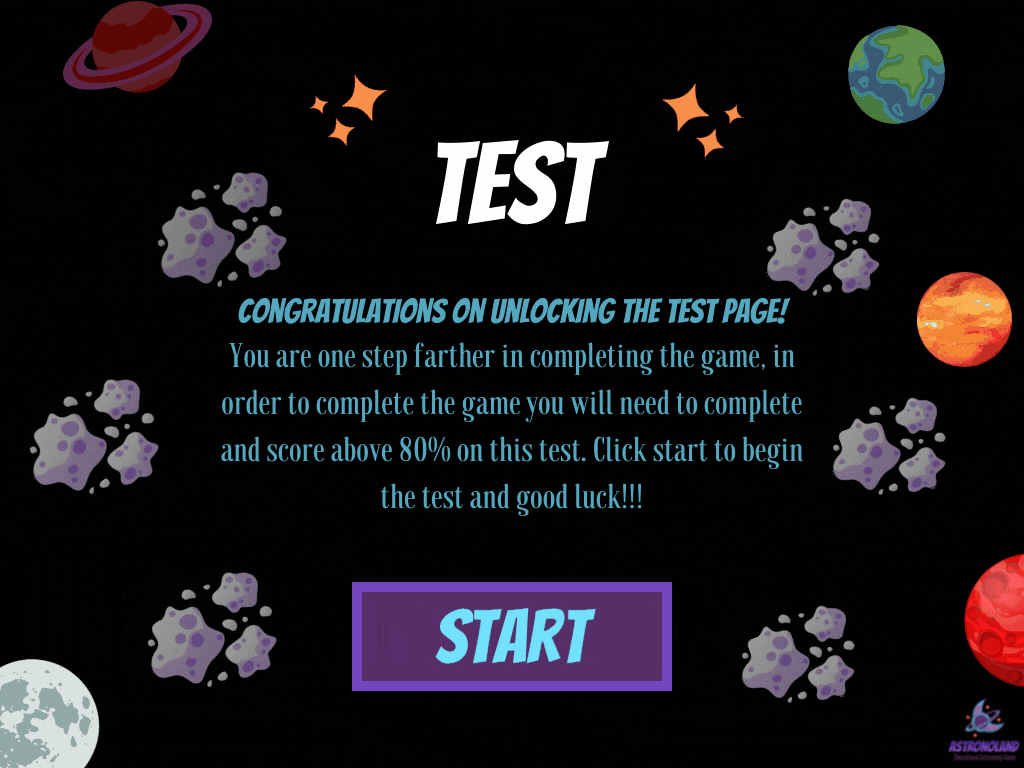 TEST
CONGRATULATIONS ON UNLOCKING THE TEST PAGE!
You are one step farther in completing the game, in
order to complete the game you will need to complete
and score above 80% on this test. Click start to begin
the test and good luck!!!
START
ASTRONOLAND